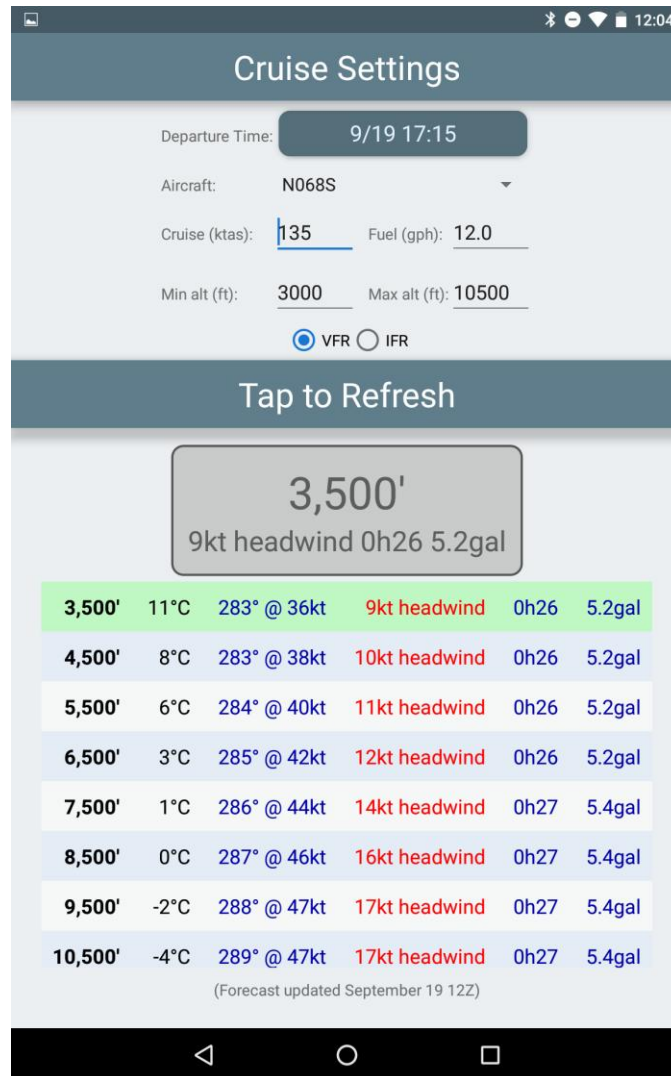 12:04
Cruise Settings
Departure Time: 9/19 17:15
Aircraft: N068S
Cruise (ktas): 135 Fuel (gph): 12.0
Min alt (ft): 3000 Max alt (ft): 10500
VFR IFR
Tap to Refresh
3,500'
9kt headwind 0h26 5.2gal
3,500' 11°C 283° @ 36kt 9kt headwind 0h26 5.2gal
4,500' 8°C 283° @ 38kt 10kt headwind 0h26 5.2gal
5,500' 6°C 284° @ 40kt 11kt headwind 0h26 5.2gal
6,500' 3°C 285° @ 42kt 12kt headwind 0h26 5.2gal
7,500' 1°C 286° @ 44kt 14kt headwind 0h27 5.4gal
8,500' 0°C 287° @ 46kt 16kt headwind 0h27 5.4gal
9,500' -2°C 288° @ 47kt 17kt headwind 0h27 5.4gal
10,500' -4°C 289° @ 47kt 17kt headwind 0h27 5.4gal
(Forecast updated September 19 12Z)